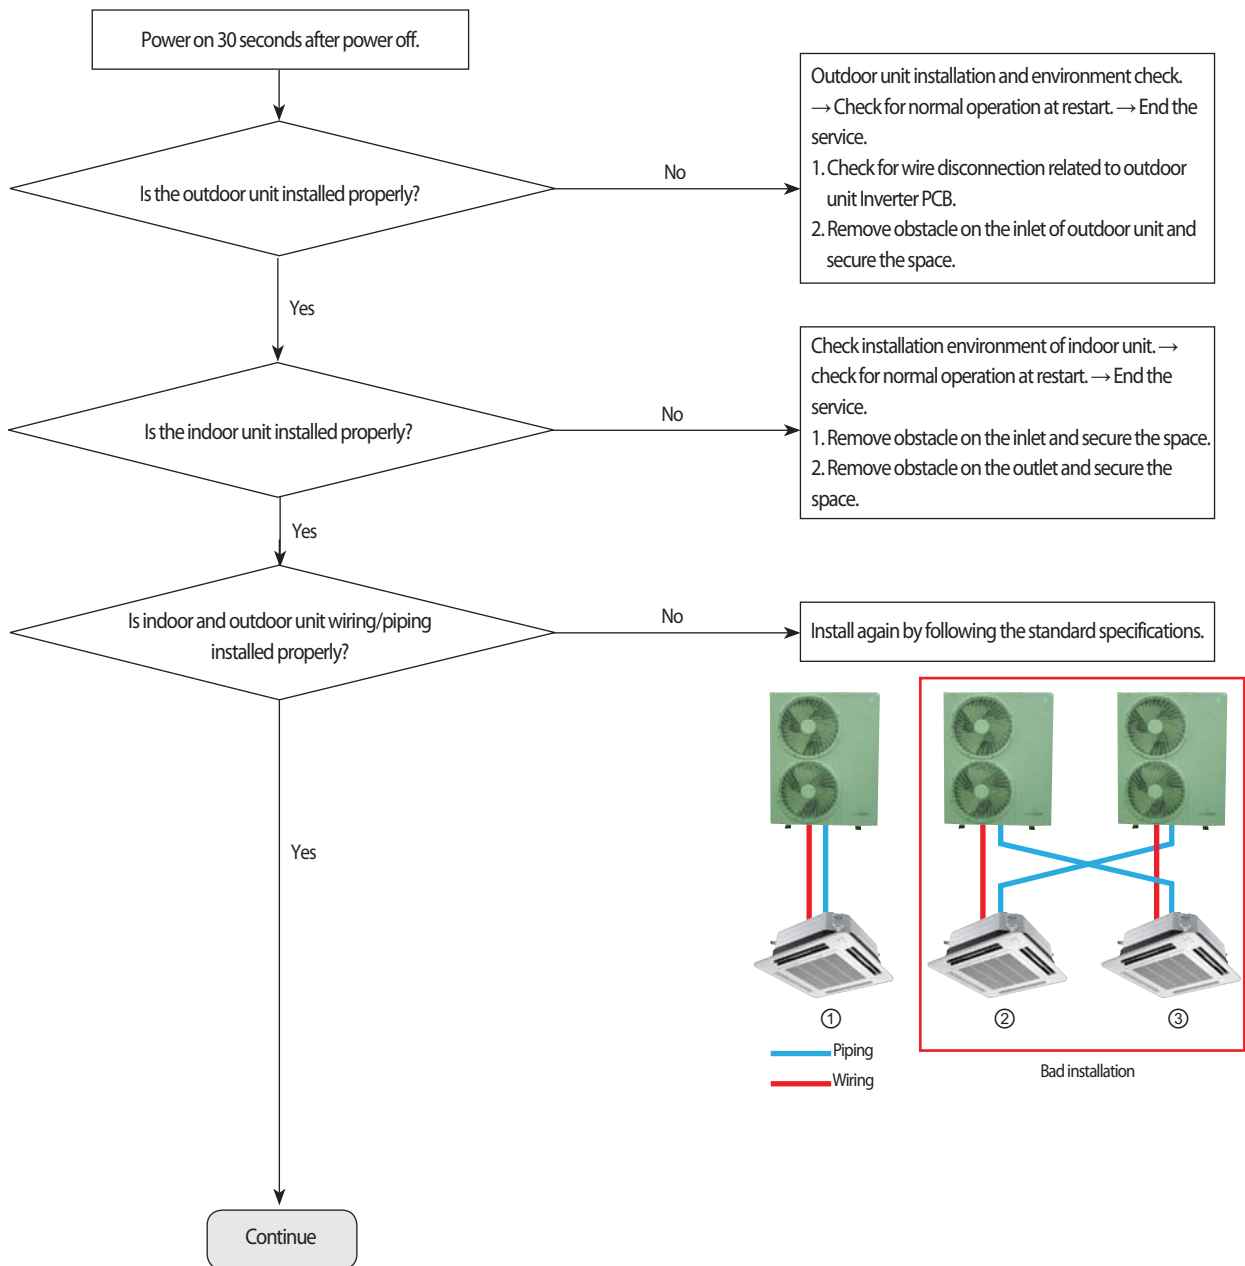 Power on 30 seconds after power off.
Outdoor unit installation and environment check.
→ Check for normal operation at restart. → End the
service.
1. Check for wire disconnection related to outdoor
unit Inverter PCB.
2. Remove obstacle on the inlet of outdoor unit and
secure the space.
Is the outdoor unit installed properly?
No
Yes
Check installation environment of indoor unit. →
check for normal operation at restart. → End the
service.
1. Remove obstacle on the inlet and secure the space.
2. Remove obstacle on the outlet and secure the
space.
Is the indoor unit installed properly?
No
Yes
Is indoor and outdoor unit wiring/piping
installed properly?
No
Install again by following the standard specifications.
Yes
① ② ③
Piping
Wiring
Bad installation
Continue